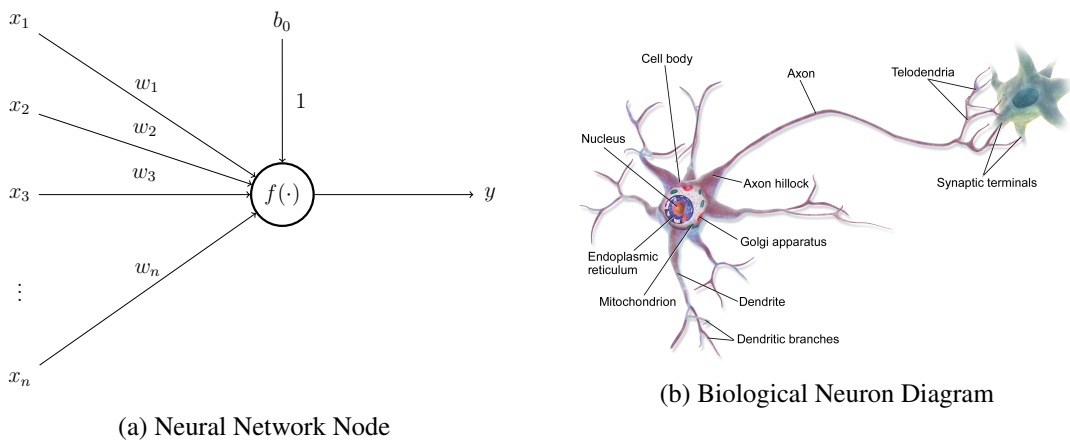 x₁
b₀
w₁
1
x₂
w₂
x₃
w₃
f(·)
y
wₙ
⋮
xₙ
(a) Neural Network Node
Cell body
Axon
Telodendria
Nucleus
Synaptic terminals
Axon hillock
Golgi apparatus
Endoplasmic
reticulum
Mitochondrion
Dendrite
Dendritic branches
(b) Biological Neuron Diagram